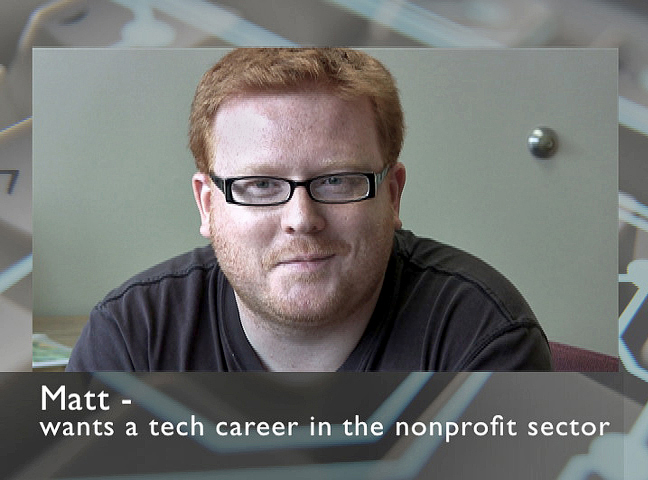 Matt -
wants a tech career in the nonprofit sector